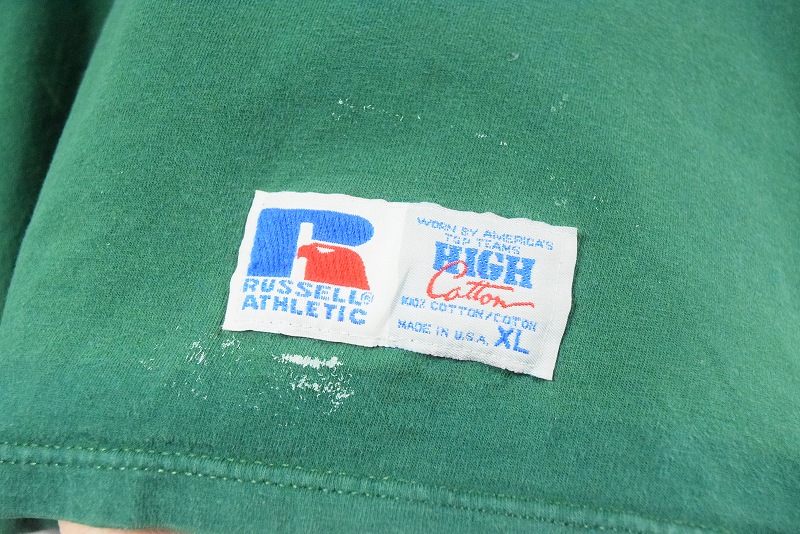 RUSSELL®
ATHLETIC
WORN BY AMERICA'S
TOP TEAMS
HIGH
Cotton
100% COTTON/COTON
MADE IN U.S.A. XL